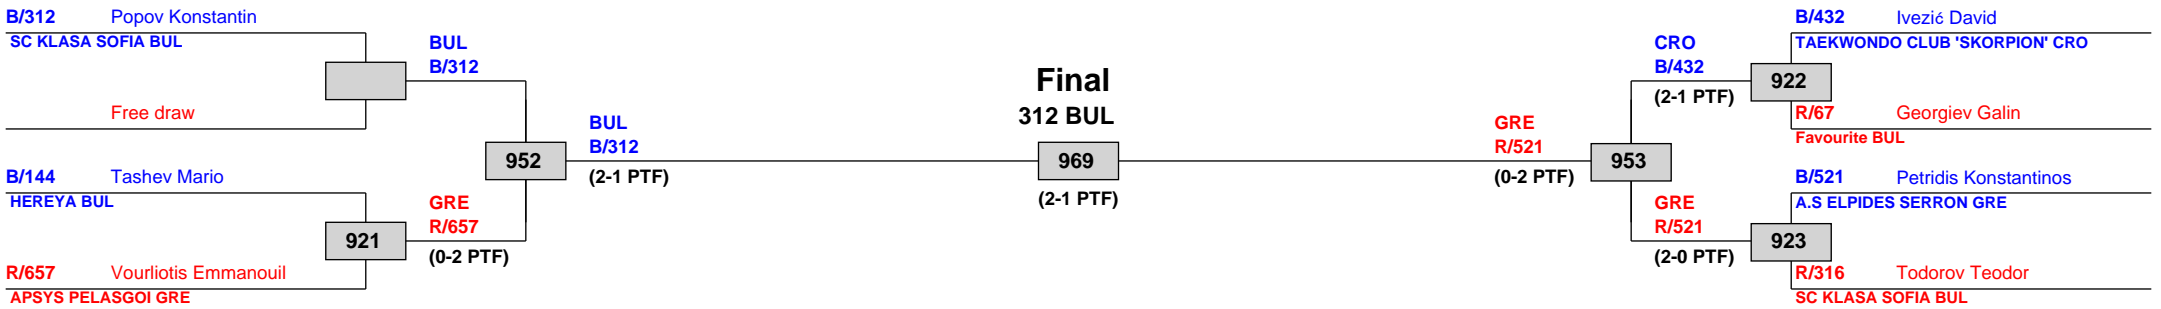 B/312 Popov Konstantin
SC KLASA SOFIA BUL
Free draw
B/144 Tashev Mario
HEREYA BUL
R/657 Vourliotis Emmanouil
APSYS PELASGOI GRE
BUL
B/312
921
GRE
R/657
(0-2 PTF)
952
BUL
B/312
(2-1 PTF)
Final
312 BUL
969
(2-1 PTF)
GRE
R/521
(0-2 PTF)
953
CRO
B/432
(2-1 PTF)
GRE
R/521
(2-0 PTF)
922
923
B/432 Ivezić David
TAEKWONDO CLUB 'SKORPION' CRO
R/67 Georgiev Galin
Favourite BUL
B/521 Petridis Konstantinos
A.S ELPIDES SERRON GRE
R/316 Todorov Teodor
SC KLASA SOFIA BUL